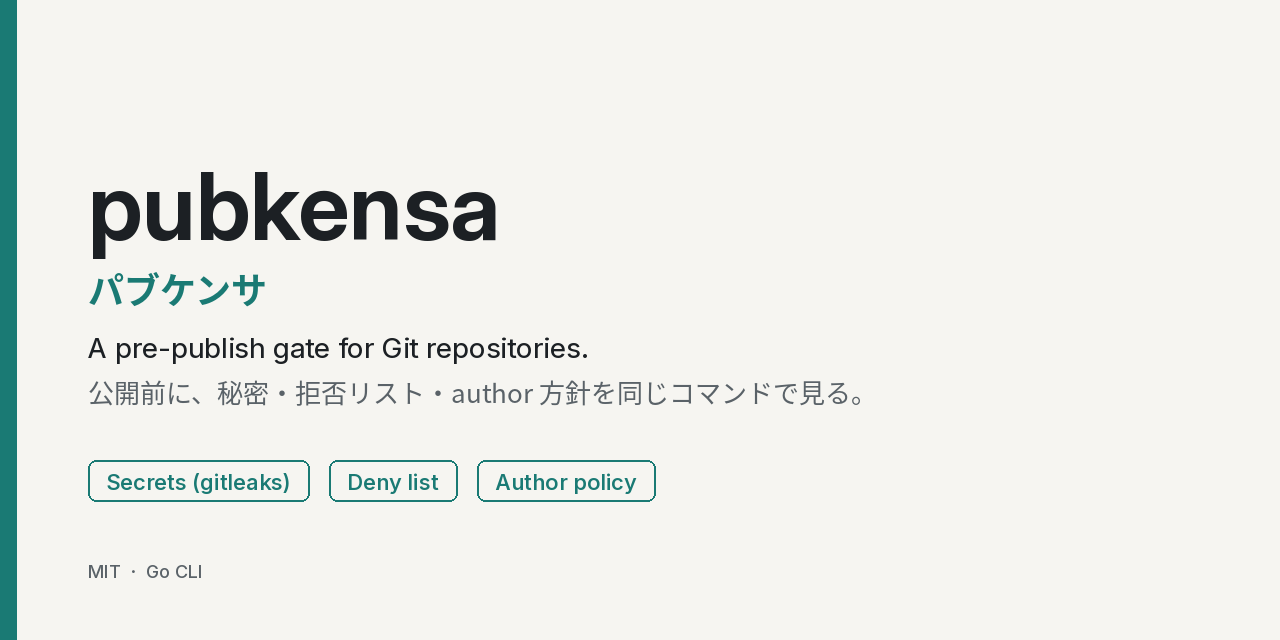 pubkensa
パブケンサ
A pre-publish gate for Git repositories.
公開前に、秘密・拒否リスト・author 方針を同じコマンドで見る。
Secrets (gitleaks) Deny list Author policy
MIT · Go CLI